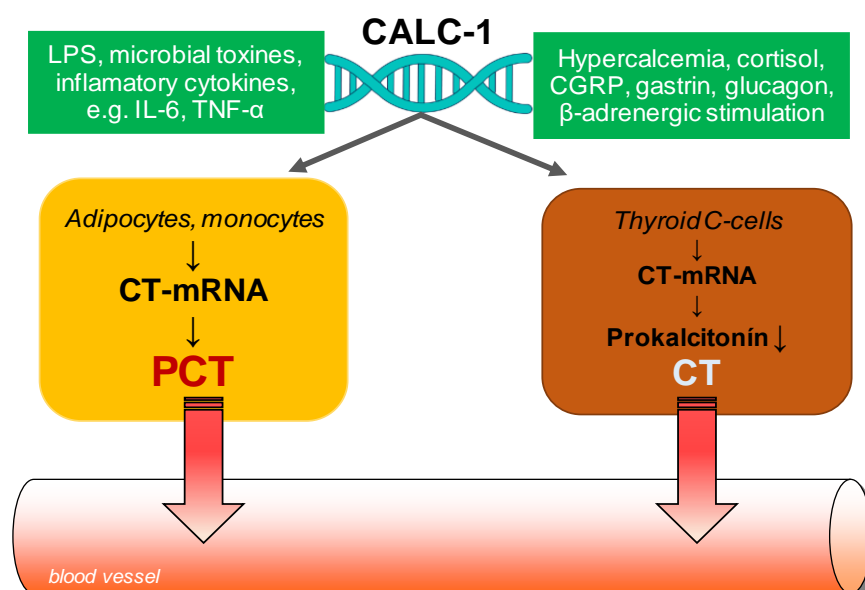 CALC-1
LPS, microbial toxines,
inflamatory cytokines,
e.g. IL-6, TNF-α
Hypercalcemia, cortisol,
CGRP, gastrin, glucagon,
β-adrenergic stimulation
Adipocytes, monocytes
↓
CT-mRNA
↓
PCT
Thyroid C-cells
↓
CT-mRNA
↓
Prokalcitonín ↓
CT
blood vessel